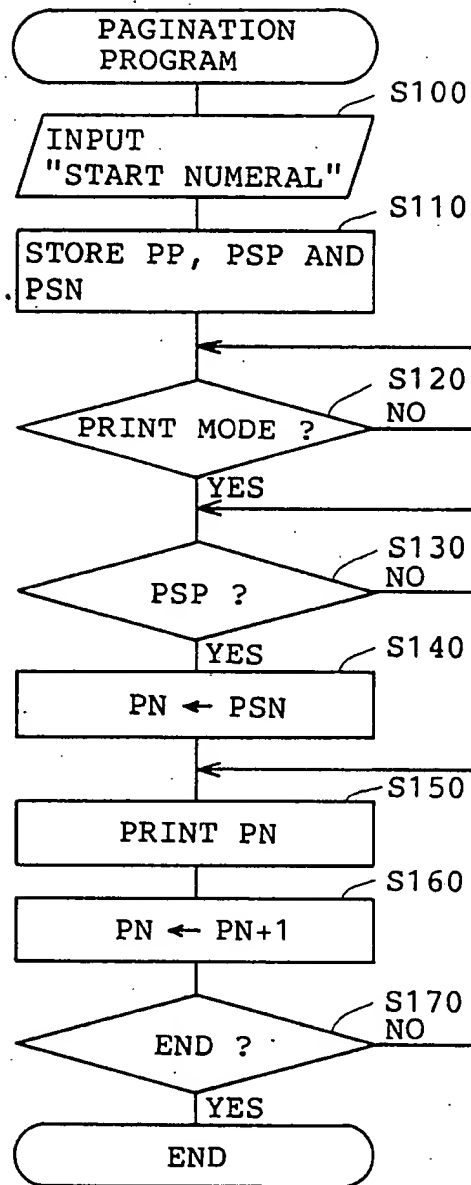 PAGINATION
PROGRAM
S100
INPUT
"START NUMERAL"
S110
STORE PP, PSP AND
PSN
S120
PRINT MODE ?
NO
YES
S130
PSP ?
NO
YES
S140
PN ← PSN
S150
PRINT PN
S160
PN ← PN+1
S170
END ?
NO
YES
END